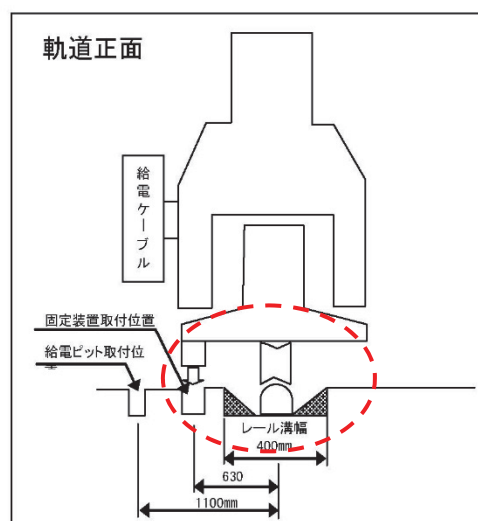 軌道正面
給電ケーブル
固定装置取付位置
給電ピット取付位
レール溝幅
400mm
630
1100mm